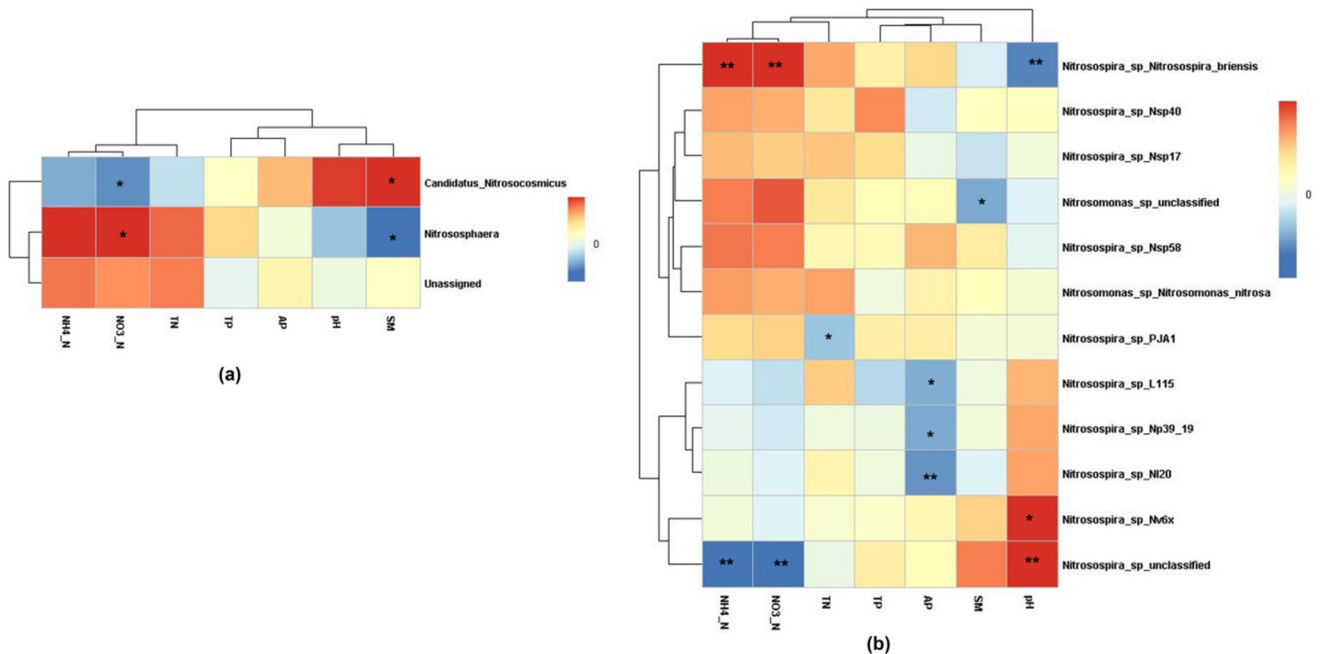 * *
Candidatus_Nitrosocosmicus
* *
Nitrososphaera
Unassigned
0
NH4_N NO3_N TN TP AP pH SM
(a)
** ** **
Nitrosospira_sp_Nitrosospira_briensis
Nitrosospira_sp_Nsp40
Nitrosospira_sp_Nsp17
* Nitrosomonas_sp_unclassified
Nitrosospira_sp_Nsp58
Nitrosomonas_sp_Nitrosomonas_nitrosa
* Nitrosospira_sp_PJA1
* Nitrosospira_sp_L115
* Nitrosospira_sp_Np39_19
** Nitrosospira_sp_NI20
* Nitrosospira_sp_Nv6x
** ** ** Nitrosospira_sp_unclassified
0
NH4_N NO3_N TN TP AP SM pH
(b)